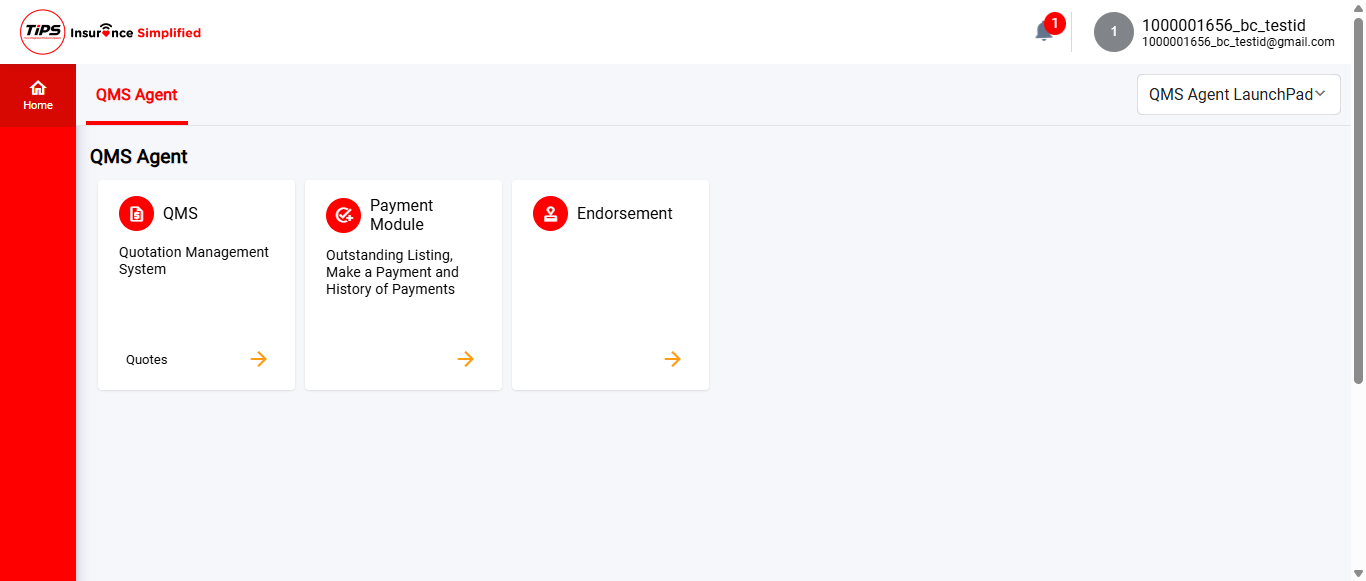 TiPS Insurance Simplified
1
1
1000001656_bc_testid
1000001656_bc_testid@gmail.com
Home
QMS Agent
QMS Agent LaunchPad
QMS Agent
QMS
Quotation Management
System
Quotes
Payment
Module
Outstanding Listing,
Make a Payment and
History of Payments
Endorsement